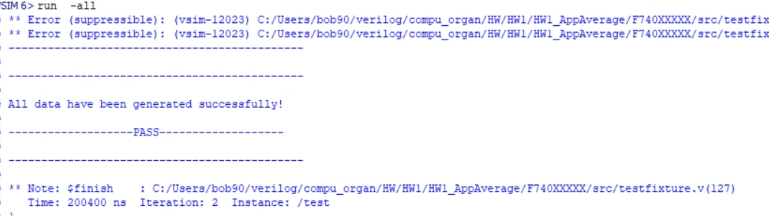 VSIM 6> run -all
** Error (suppressible): (vsim-12023) C:/Users/bob90/verilog/compu_organ/HW/HW1/HW1_AppAverage/F740XXXXX/src/testfix
** Error (suppressible): (vsim-12023) C:/Users/bob90/verilog/compu_organ/HW/HW1/HW1_AppAverage/F740XXXXX/src/testfix
-----------------------------------------------
-----------------------------------------------
All data have been generated successfully!
-------------------PASS-------------------
-----------------------------------------------
** Note: $finish : C:/Users/bob90/verilog/compu_organ/HW/HW1/HW1_AppAverage/F740XXXXX/src/testfixture.v(127)
Time: 200400 ns Iteration: 2 Instance: /test